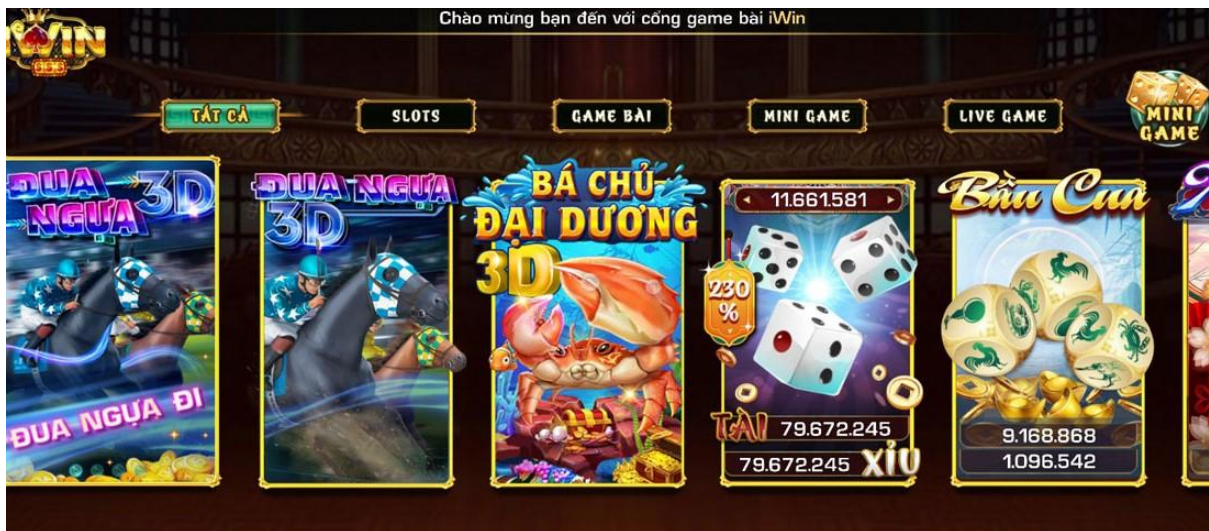 Chào mừng bạn đến với cổng game bài iWin
iWIN
TẤT CẢ
SLOTS
GAME BÀI
MINI GAME
LIVE GAME
MINI
GAME
ĐUA
NGỰA
3D
ĐUA NGỰA ĐI
ĐUA NGỰA
3D
BÁ CHỦ
ĐẠI DƯƠNG
3D
11.661.581
230
%
TÀI 79.672.245
79.672.245 XỈU
Bầu Cua
9.168.868
1.096.542